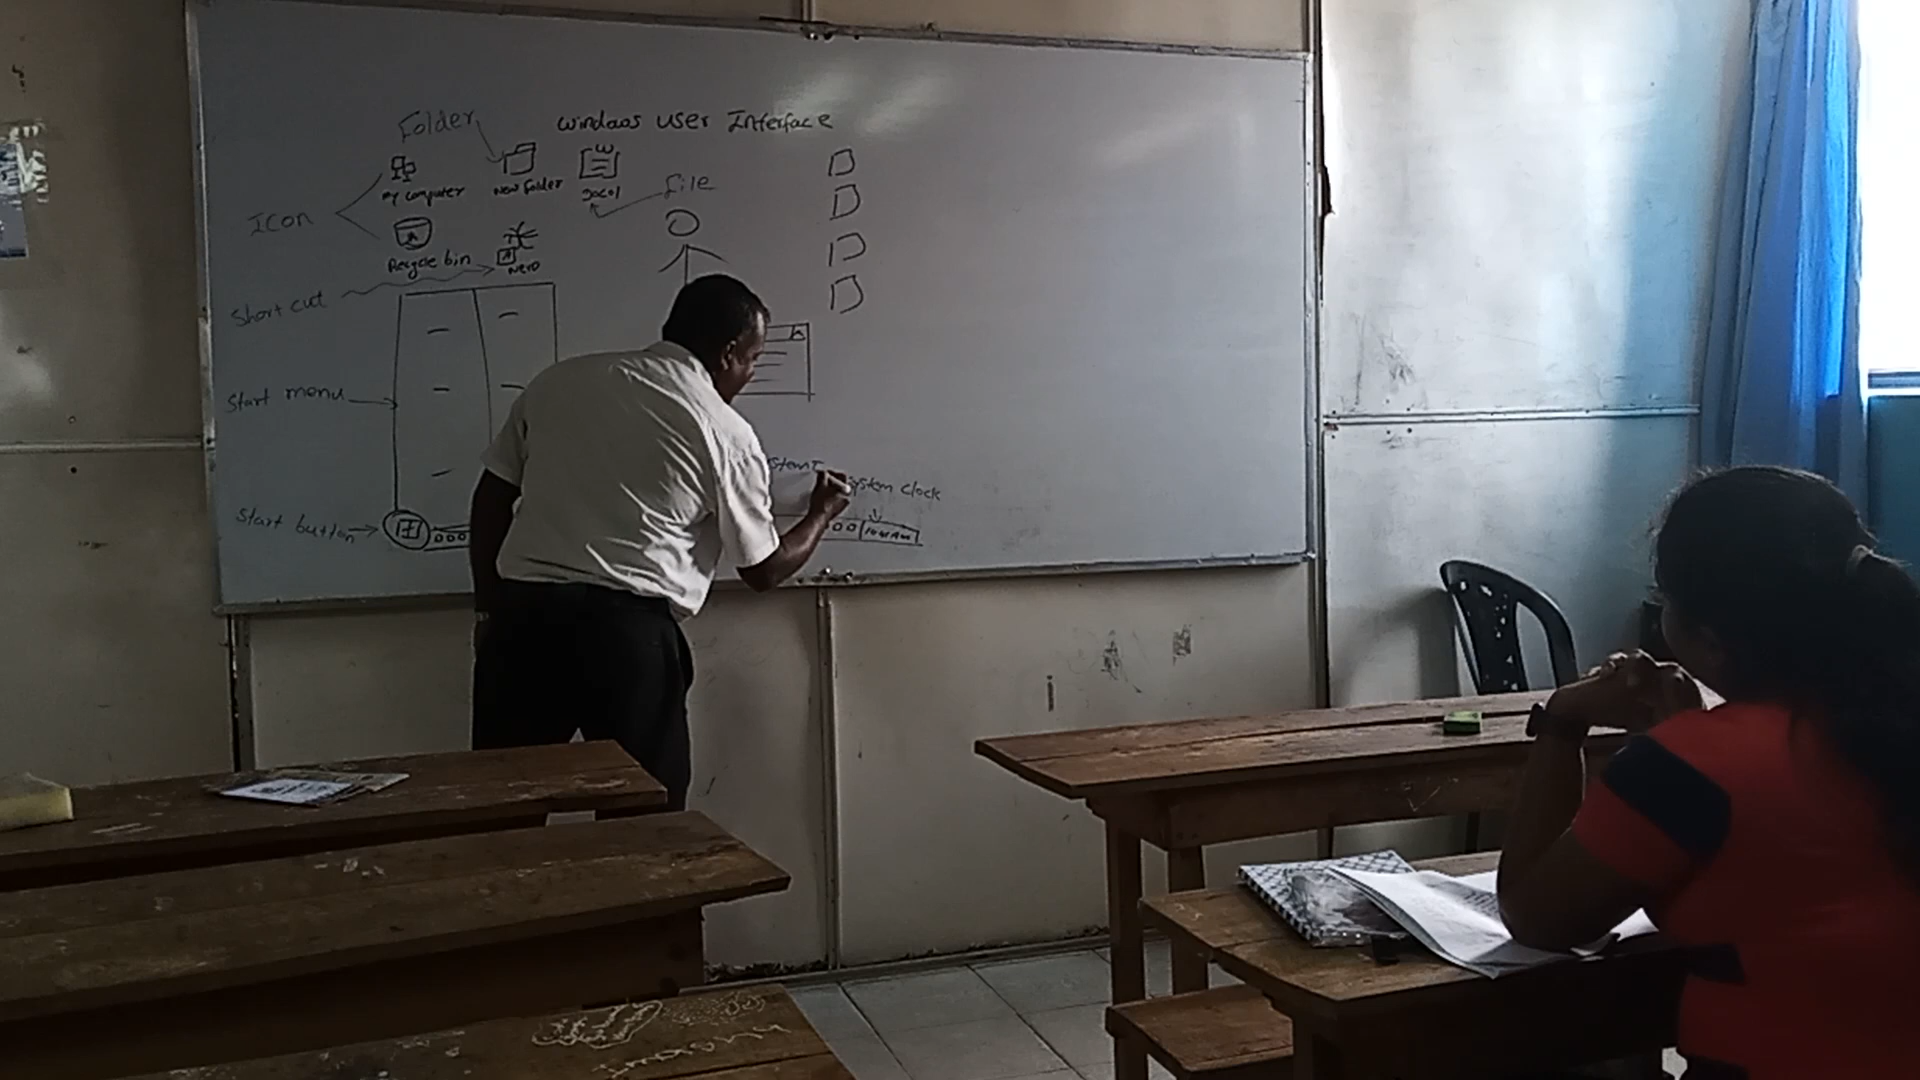 Folder
Windows User Interface
my computer
New Folder
Doc01
file
Icon
Recycle bin
Nero
Short cut
Start menu
System clock
Start button